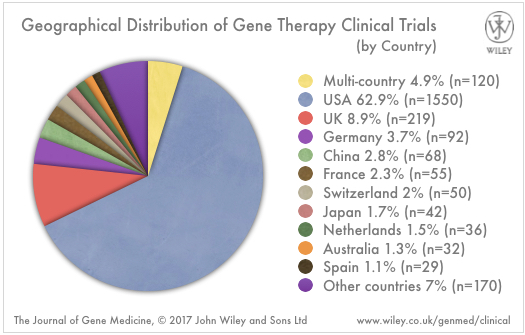 Geographical Distribution of Gene Therapy Clinical Trials
(by Country)
WILEY
Multi-country 4.9% (n=120)
USA 62.9% (n=1550)
UK 8.9% (n=219)
Germany 3.7% (n=92)
China 2.8% (n=68)
France 2.3% (n=55)
Switzerland 2% (n=50)
Japan 1.7% (n=42)
Netherlands 1.5% (n=36)
Australia 1.3% (n=32)
Spain 1.1% (n=29)
Other countries 7% (n=170)
The Journal of Gene Medicine, © 2017 John Wiley and Sons Ltd
www.wiley.co.uk/genmed/clinical